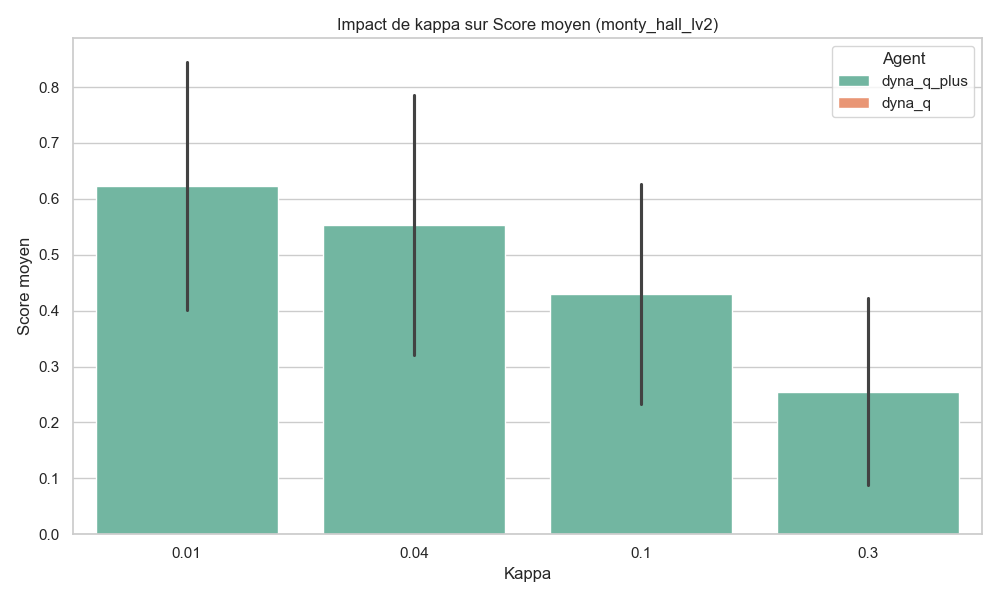 Impact de kappa sur Score moyen (monty_hall_lv2)
Agent
dyna_q_plus
dyna_q
Score moyen
0.8
0.7
0.6
0.5
0.4
0.3
0.2
0.1
0.0
0.01 0.04 0.1 0.3
Kappa